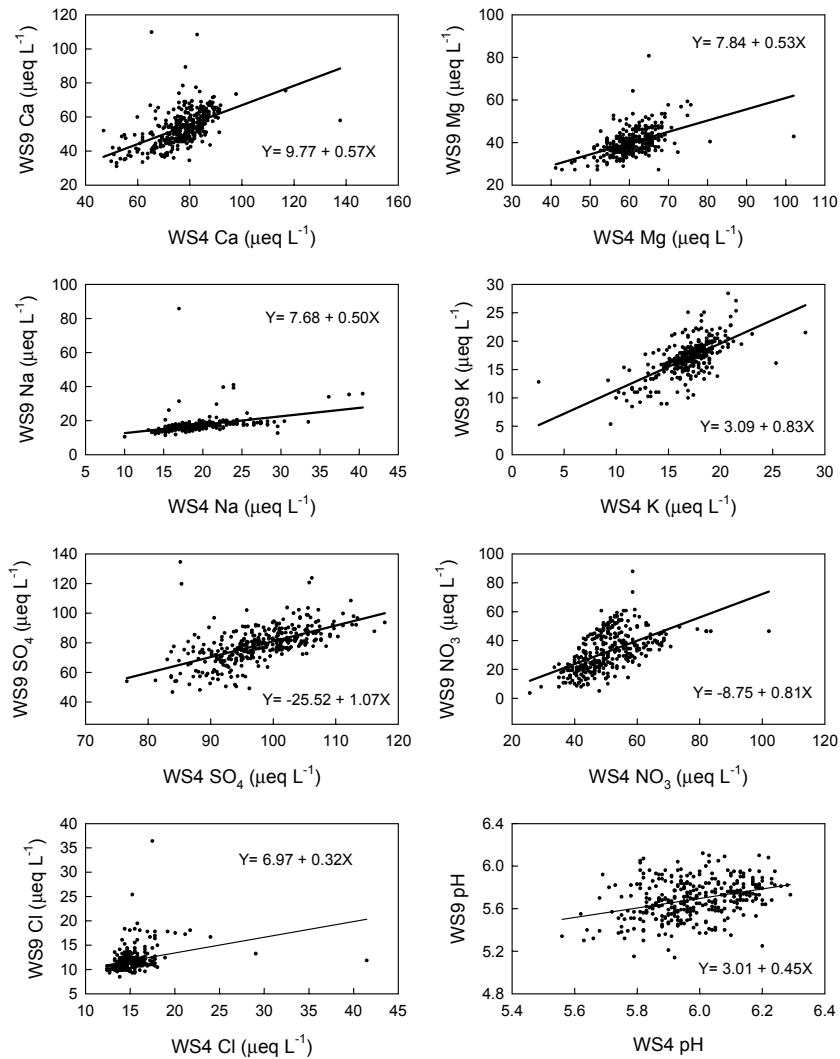 120
100
80
60
40
20
WS9 Ca (µeq L⁻¹)
Y= 9.77 + 0.57X
40 60 80 100 120 140 160
WS4 Ca (µeq L⁻¹)
100
80
60
40
20
WS9 Mg (µeq L⁻¹)
Y= 7.84 + 0.53X
30 40 50 60 70 80 90 100 110
WS4 Mg (µeq L⁻¹)
100
80
60
40
20
0
WS9 Na (µeq L⁻¹)
Y= 7.68 + 0.50X
5 10 15 20 25 30 35 40 45
WS4 Na (µeq L⁻¹)
30
25
20
15
10
5
0
WS9 K (µeq L⁻¹)
Y= 3.09 + 0.83X
0 5 10 15 20 25 30
WS4 K (µeq L⁻¹)
140
120
100
80
60
40
WS9 SO₄ (µeq L⁻¹)
Y= -25.52 + 1.07X
70 80 90 100 110 120
WS4 SO₄ (µeq L⁻¹)
100
80
60
40
20
0
WS9 NO₃ (µeq L⁻¹)
Y= -8.75 + 0.81X
20 40 60 80 100 120
WS4 NO₃ (µeq L⁻¹)
40
35
30
25
20
15
10
5
WS9 Cl (µeq L⁻¹)
Y= 6.97 + 0.32X
10 15 20 25 30 35 40 45
WS4 Cl (µeq L⁻¹)
6.4
6.0
5.6
5.2
4.8
WS9 pH
Y= 3.01 + 0.45X
5.4 5.6 5.8 6.0 6.2 6.4
WS4 pH